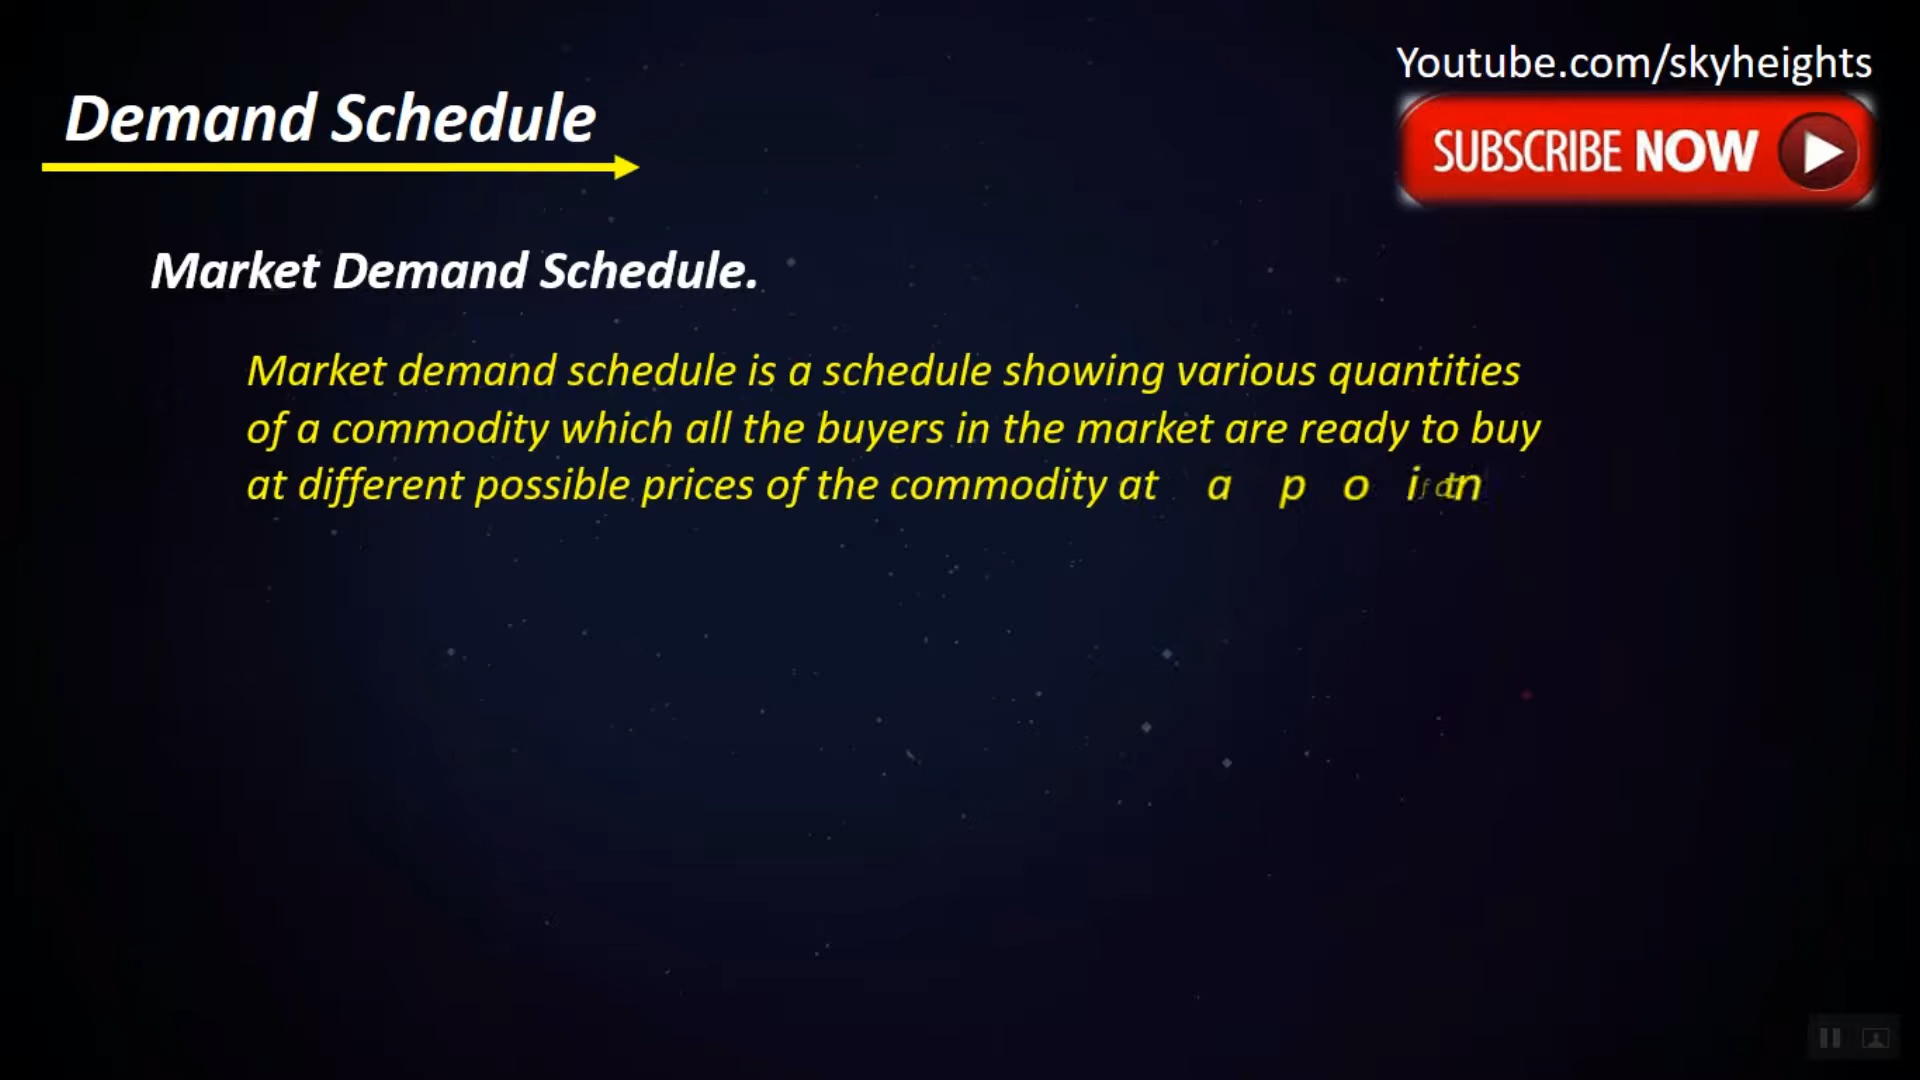 Youtube.com/skyheights
Demand Schedule
SUBSCRIBE NOW
Market Demand Schedule.
Market demand schedule is a schedule showing various quantities
of a commodity which all the buyers in the market are ready to buy
at different possible prices of the commodity at a